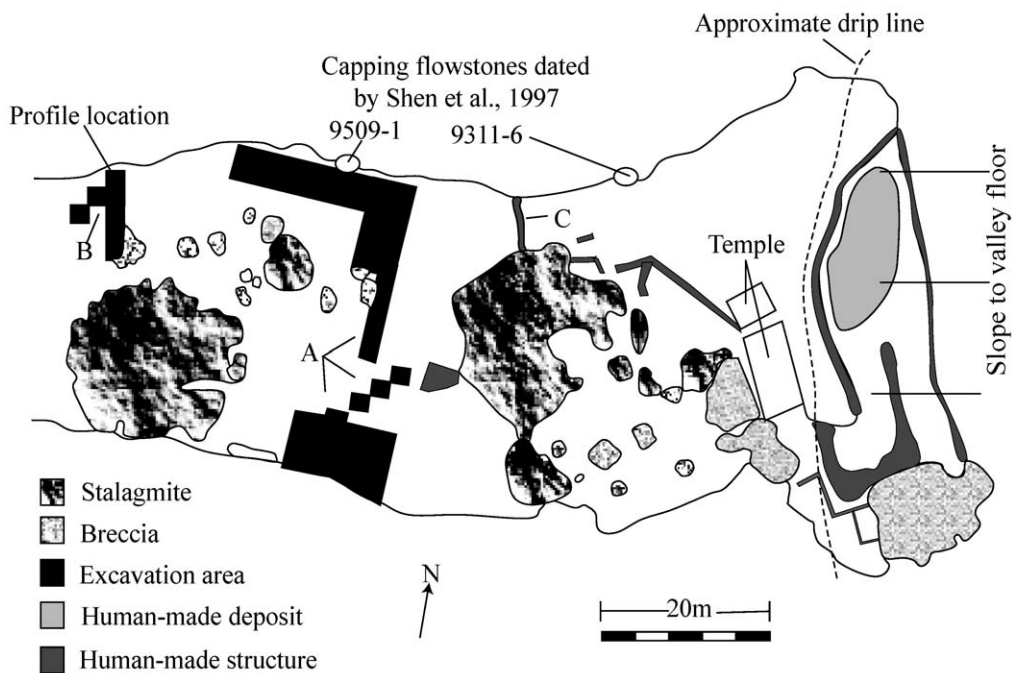 Approximate drip line
Capping flowstones dated
by Shen et al., 1997
9509-1
9311-6
Profile location
B
C
Temple
A
Slope to valley floor
Stalagmite
Breccia
Excavation area
Human-made deposit
Human-made structure
N
20m